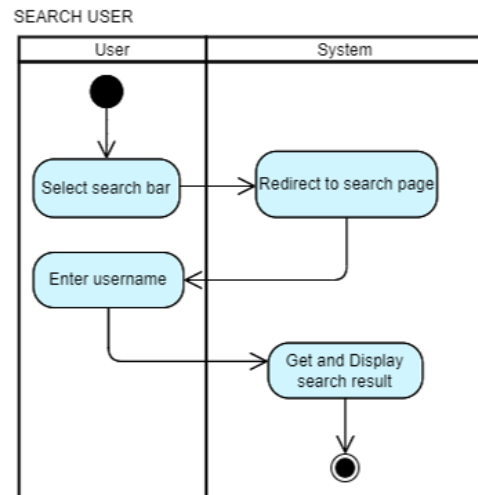 SEARCH USER
User
System
Select search bar
Redirect to search page
Enter username
Get and Display
search result